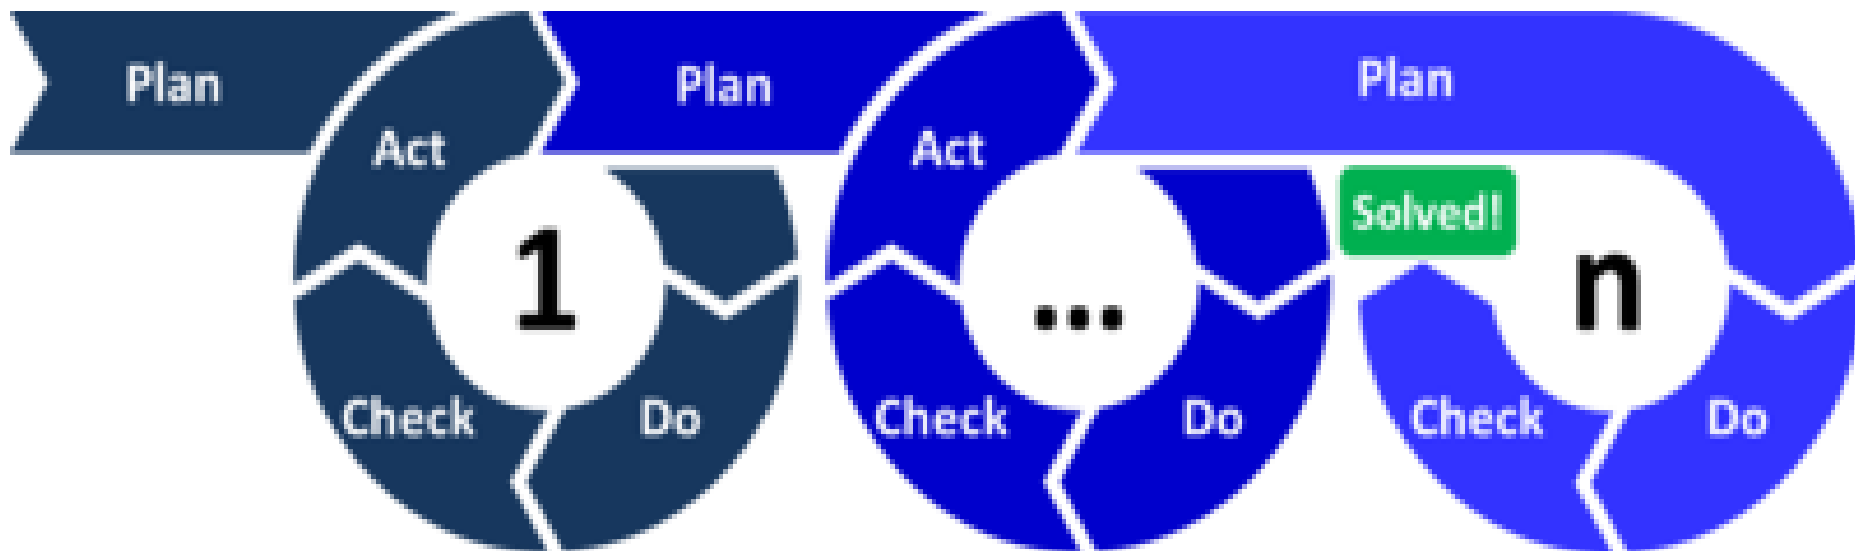 Plan
Plan
Plan
Act
Act
Solved!
1
...
n
Check
Do
Check
Do
Check
Do